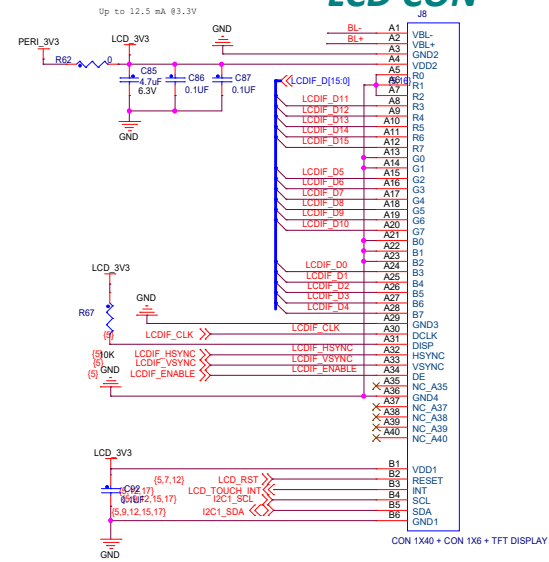 LCD CON
Up to 12.5 mA @3.3V
PERI_3V3
LCD_3V3
GND
J8
R62
0
C85
4.7uF
6.3V
C86
0.1UF
C87
0.1UF
GND
BL-
A1
VBL-
BL+
A2
VBL+
A3
GND2
A4
VDD2
A5
R0
LCDIF_D[15:0]
A6
R1
A7
R2
LCDIF_D11
A8
R3
LCDIF_D12
A9
R4
LCDIF_D13
A10
R5
LCDIF_D14
A11
R6
LCDIF_D15
A12
R7
A13
G0
A14
G1
LCDIF_D5
A15
G2
LCDIF_D6
A16
G3
LCDIF_D7
A17
G4
LCDIF_D8
A18
G5
LCDIF_D9
A19
G6
LCDIF_D10
A20
G7
A21
B0
A22
B1
A23
B2
LCDIF_D0
A24
B3
LCDIF_D1
A25
B4
LCDIF_D2
A26
B5
LCDIF_D3
A27
B6
LCDIF_D4
A28
B7
LCD_3V3
R67
10K
GND
A29
GND3
{5}
LCDIF_CLK
LCDIF_CLK
A30
DCLK
A31
DISP
{5}
LCDIF_HSYNC
LCDIF_HSYNC
A32
HSYNC
{5}
LCDIF_VSYNC
LCDIF_VSYNC
A33
VSYNC
{5}
LCDIF_ENABLE
LCDIF_ENABLE
A34
DE
GND
A35
NC_A35
A36
GND4
A37
NC_A37
A38
NC_A38
A39
NC_A39
A40
NC_A40
LCD_3V3
B1
VDD1
{5,7,12}
LCD_RST
B2
RESET
C92
0.1UF
LCD_TOUCH_INT
B3
INT
I2C1_SCL
B4
SCL
{5,9,12,15,17}
I2C1_SDA
B5
SDA
B6
GND1
GND
CON 1X40 + CON 1X6 + TFT DISPLAY